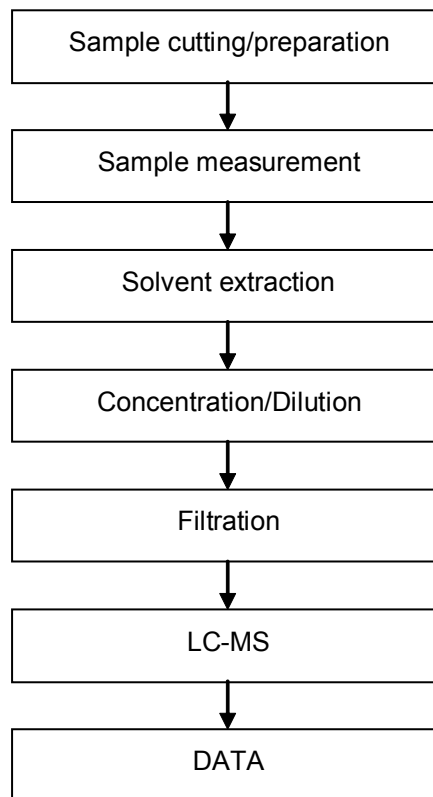 Sample cutting/preparation
Sample measurement
Solvent extraction
Concentration/Dilution
Filtration
LC-MS
DATA